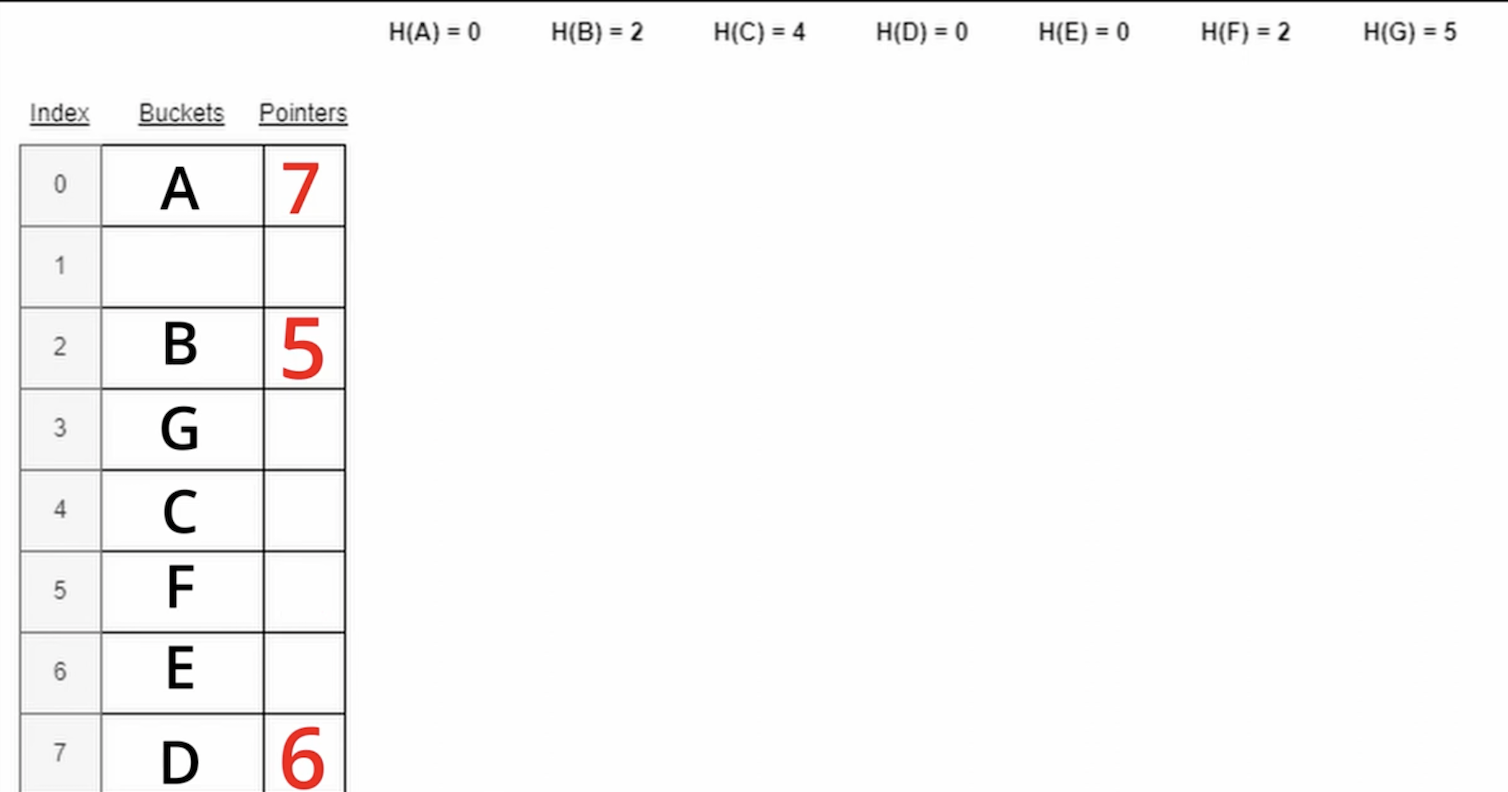 H(A) = 0 H(B) = 2 H(C) = 4 H(D) = 0 H(E) = 0 H(F) = 2 H(G) = 5
Index Buckets Pointers
0 A 7
1
2 B 5
3 G
4 C
5 F
6 E
7 D 6